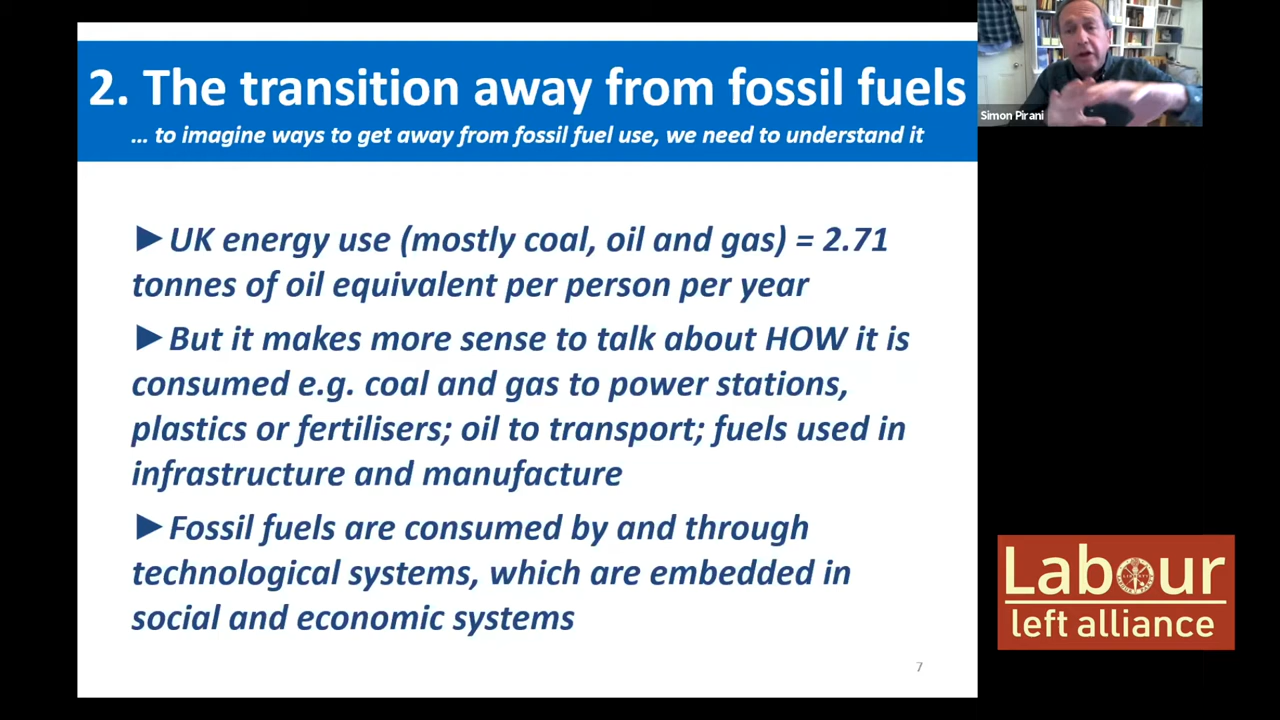 2. The transition away from fossil fuels
... to imagine ways to get away from fossil fuel use, we need to understand it
►UK energy use (mostly coal, oil and gas) = 2.71
tonnes of oil equivalent per person per year
►But it makes more sense to talk about HOW it is
consumed e.g. coal and gas to power stations,
plastics or fertilisers; oil to transport; fuels used in
infrastructure and manufacture
►Fossil fuels are consumed by and through
technological systems, which are embedded in
social and economic systems
7
Simon Pirani
Labour
left alliance